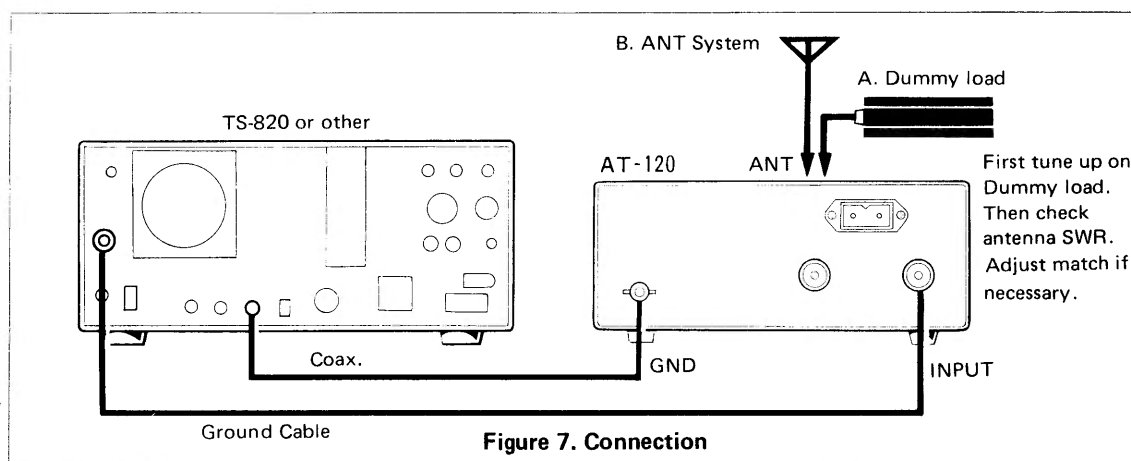 B. ANT System
A. Dummy load
TS-820 or other
AT-120
ANT
First tune up on
Dummy load.
Then check
antenna SWR.
Adjust match if
necessary.
Coax.
GND
INPUT
Ground Cable
Figure 7. Connection